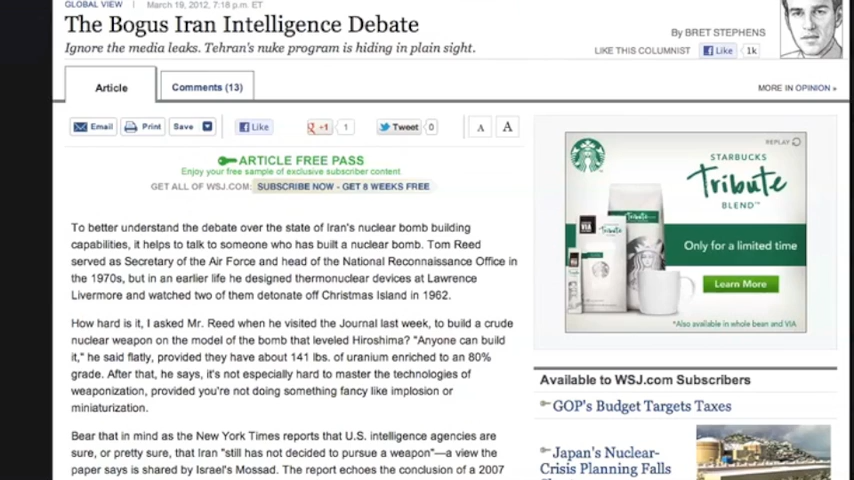 GLOBAL VIEW | March 19, 2012, 7:18 p.m. ET
The Bogus Iran Intelligence Debate
Ignore the media leaks. Tehran's nuke program is hiding in plain sight.
By BRET STEPHENS
LIKE THIS COLUMNIST Like 1k
Article
Comments (13)
MORE IN OPINION »
Email Print Save Like +1 1 Tweet 0 A A
ARTICLE FREE PASS
Enjoy your free sample of exclusive subscriber content.
GET ALL OF WSJ.COM: SUBSCRIBE NOW - GET 8 WEEKS FREE
To better understand the debate over the state of Iran's nuclear bomb building
capabilities, it helps to talk to someone who has built a nuclear bomb. Tom Reed
served as Secretary of the Air Force and head of the National Reconnaissance Office in
the 1970s, but in an earlier life he designed thermonuclear devices at Lawrence
Livermore and watched two of them detonate off Christmas Island in 1962.
How hard is it, I asked Mr. Reed when he visited the Journal last week, to build a crude
nuclear weapon on the model of the bomb that leveled Hiroshima? "Anyone can build
it," he said flatly, provided they have about 141 lbs. of uranium enriched to an 80%
grade. After that, he says, it's not especially hard to master the technologies of
weaponization, provided you're not doing something fancy like implosion or
miniaturization.
Bear that in mind as the New York Times reports that U.S. intelligence agencies are
sure, or pretty sure, that Iran "still has not decided to pursue a weapon"—a view the
paper says is shared by Israel's Mossad. The report echoes the conclusion of a 2007
REPLAY
STARBUCKS
Tribute
BLEND™
Only for a limited time
Learn More
*Also available in whole bean and VIA
Available to WSJ.com Subscribers
GOP's Budget Targets Taxes
Japan's Nuclear-
Crisis Planning Falls